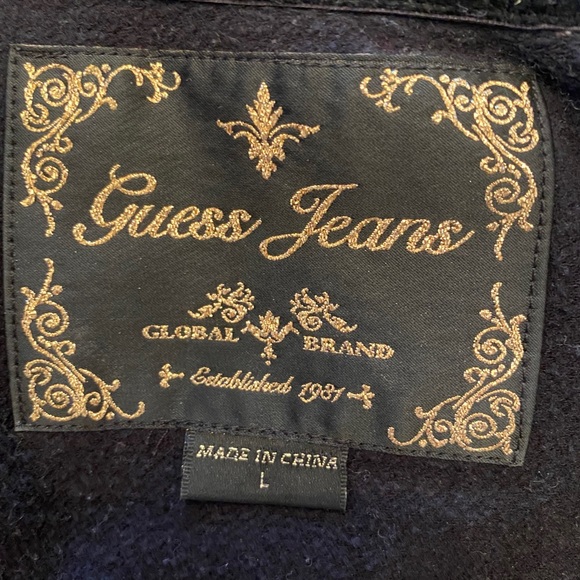 Guess Jeans
GLOBAL BRAND
Established 1981
MADE IN CHINA
L